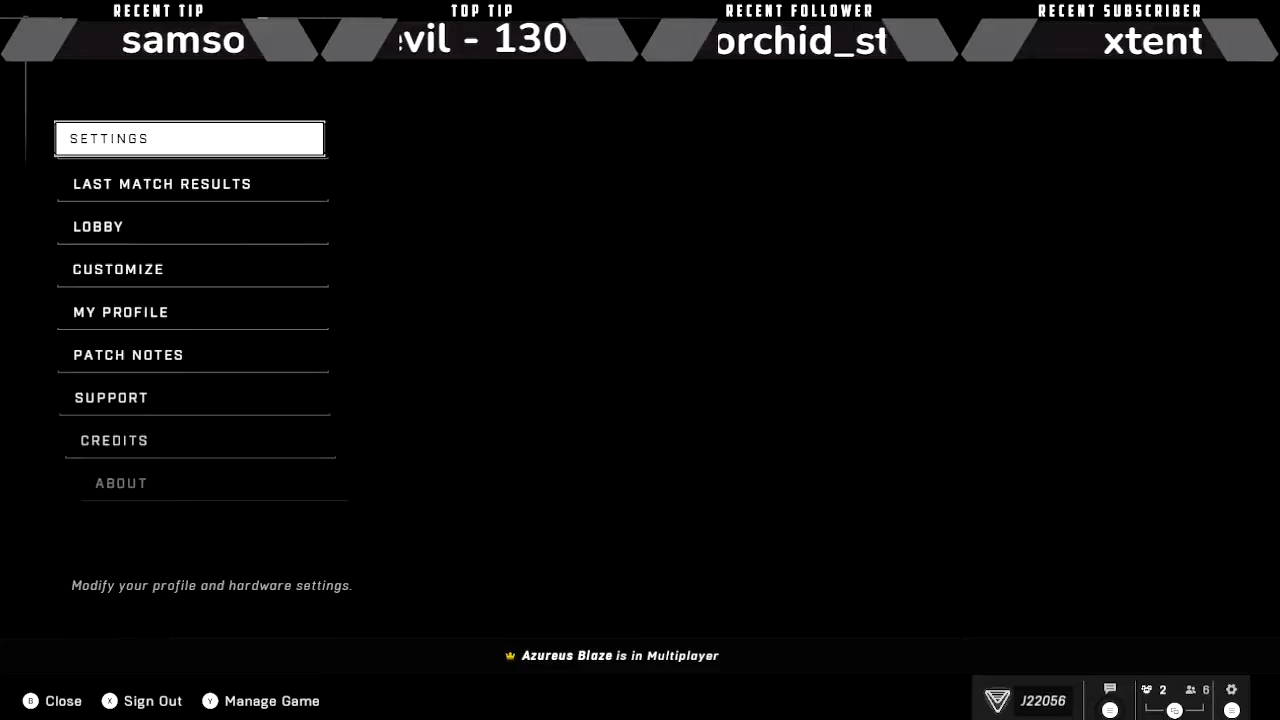 RECENT TIP
samso
TOP TIP
evil - 130
RECENT FOLLOWER
orchid_st
RECENT SUBSCRIBER
xtent
SETTINGS
LAST MATCH RESULTS
LOBBY
CUSTOMIZE
MY PROFILE
PATCH NOTES
SUPPORT
CREDITS
ABOUT
Modify your profile and hardware settings.
Azureus Blaze is in Multiplayer
B Close X Sign Out Y Manage Game
J22056
2
6